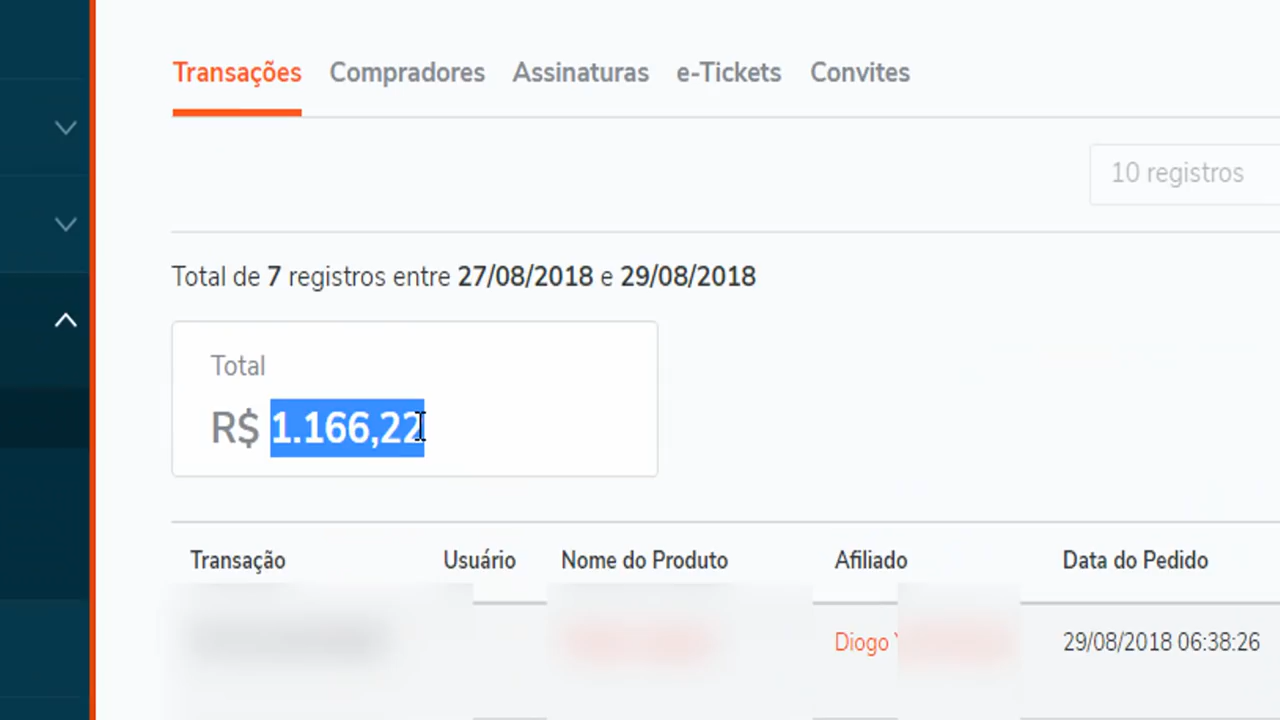 Transações Compradores Assinaturas e-Tickets Convites
10 registros
Total de 7 registros entre 27/08/2018 e 29/08/2018
Total
R$ 1.166,22
Transação Usuário Nome do Produto Afiliado Data do Pedido
Diogo 29/08/2018 06:38:26